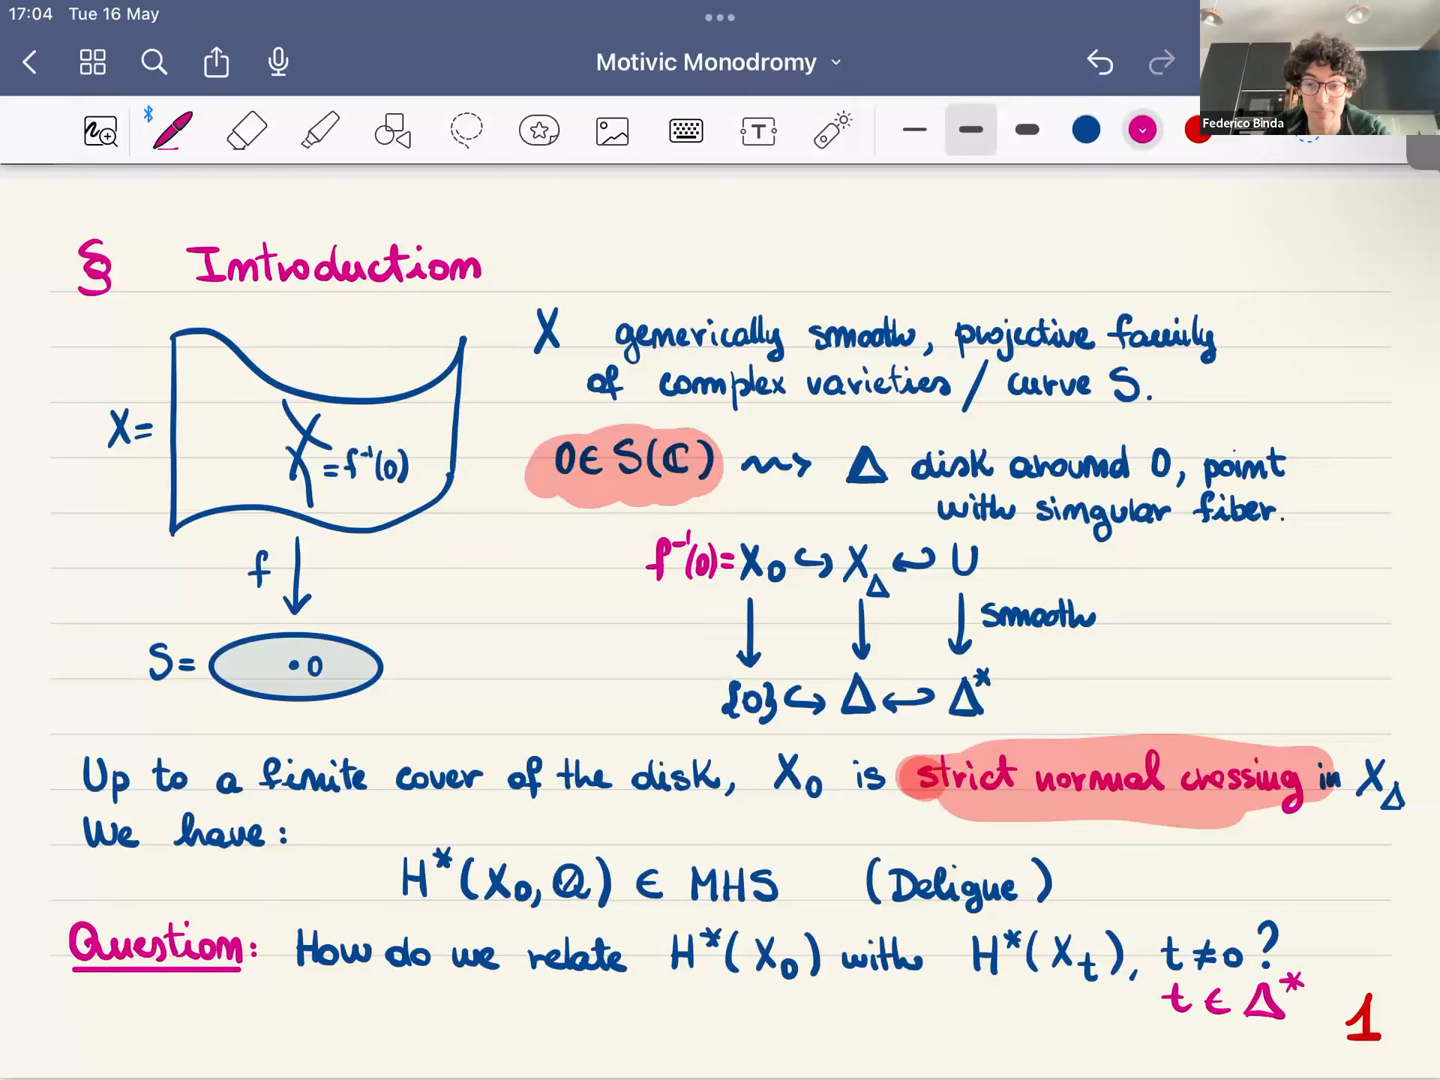 17:04 Tue 16 May
Motivic Monodromy
Federico Binda
T
§ Introduction
X generically smooth, projective family
of complex varieties / curve S.
X=
X = f⁻¹(0)
0 ∈ S(ℂ) ⇝ Δ disk around 0, point
with singular fiber.
f
f⁻¹(0) = X₀ ↪ X_Δ ↩ U
smooth
S= • 0
{0} ↪ Δ ↩ Δ*
Up to a finite cover of the disk, X₀ is strict normal crossing in X_Δ
We have:
H*(X₀, ℚ) ∈ MHS (Deligue)
Question: How do we relate H*(X₀) with H*(X_t), t ≠ 0 ?
t ∈ Δ*
1